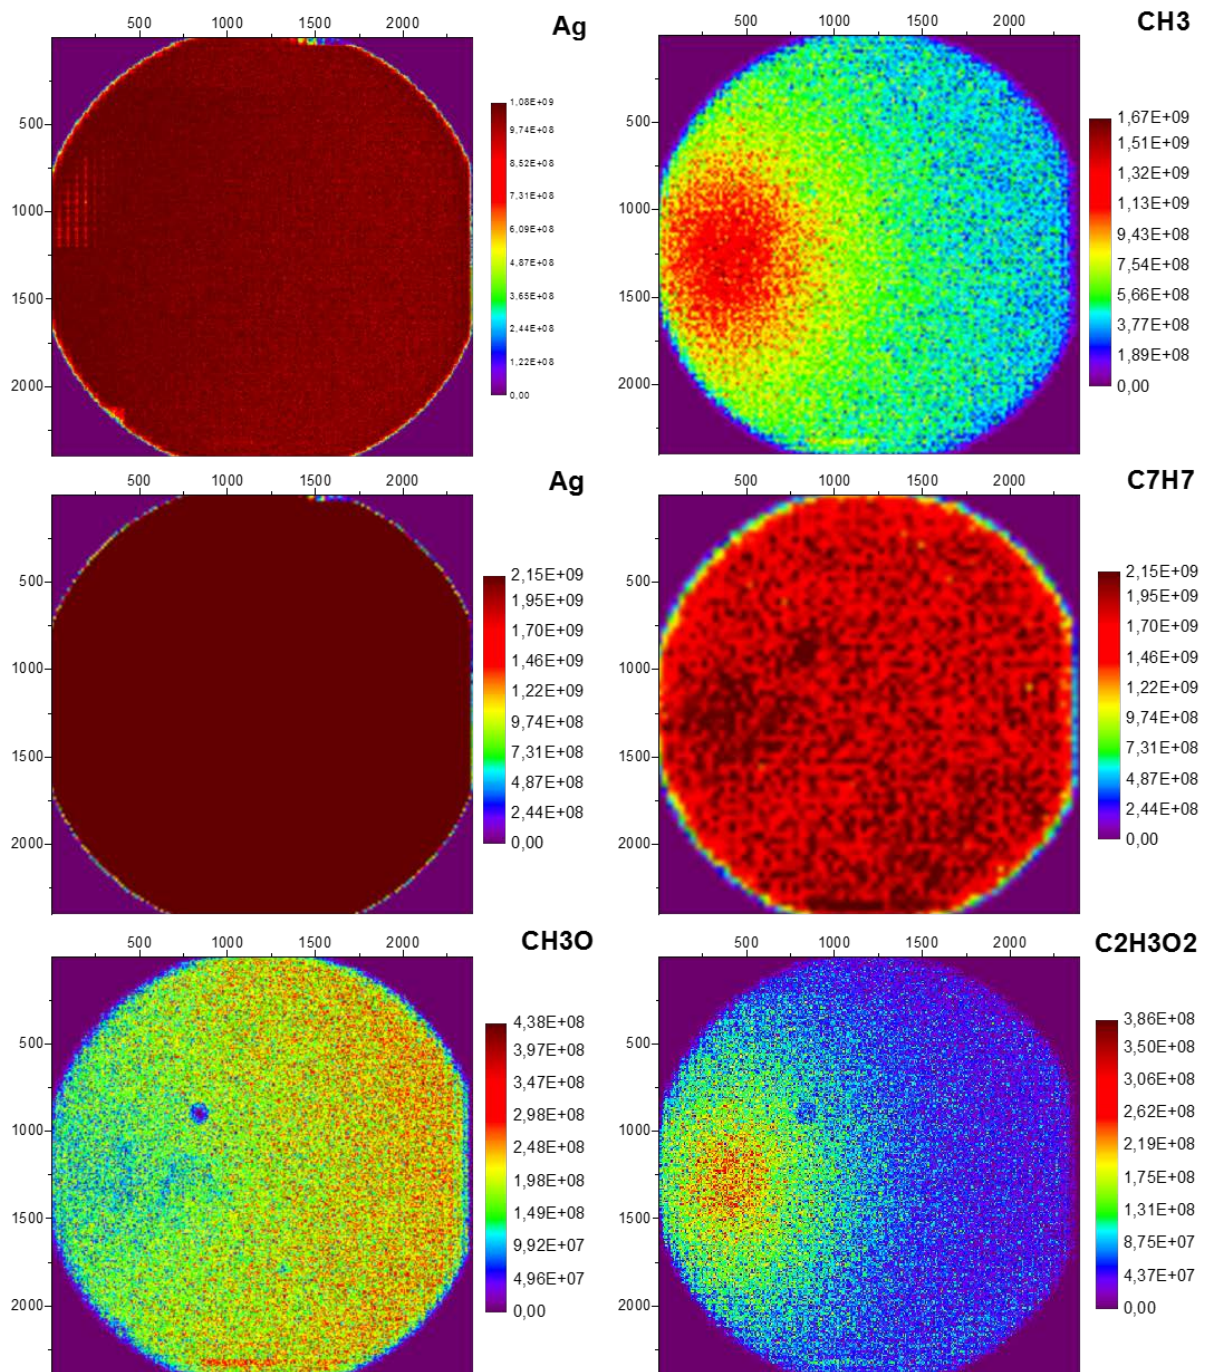 Ag
500 1000 1500 2000
500
1000
1500
2000
1,08E+09
9,74E+08
8,52E+08
7,31E+08
6,09E+08
4,87E+08
3,65E+08
2,44E+08
1,22E+08
0,00
CH3
500 1000 1500 2000
500
1000
1500
2000
1,67E+09
1,51E+09
1,32E+09
1,13E+09
9,43E+08
7,54E+08
5,66E+08
3,77E+08
1,89E+08
0,00
Ag
500 1000 1500 2000
500
1000
1500
2000
2,15E+09
1,95E+09
1,70E+09
1,46E+09
1,22E+09
9,74E+08
7,31E+08
4,87E+08
2,44E+08
0,00
C7H7
500 1000 1500 2000
500
1000
1500
2000
2,15E+09
1,95E+09
1,70E+09
1,46E+09
1,22E+09
9,74E+08
7,31E+08
4,87E+08
2,44E+08
0,00
CH3O
500 1000 1500 2000
500
1000
1500
2000
4,38E+08
3,97E+08
3,47E+08
2,98E+08
2,48E+08
1,98E+08
1,49E+08
9,92E+07
4,96E+07
0,00
C2H3O2
500 1000 1500 2000
500
1000
1500
2000
3,86E+08
3,50E+08
3,06E+08
2,62E+08
2,19E+08
1,75E+08
1,31E+08
8,75E+07
4,37E+07
0,00